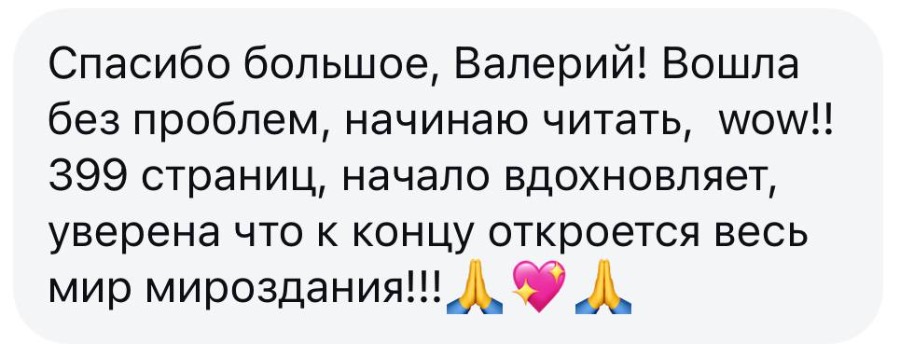 Спасибо большое, Валерий! Вошла
без проблем, начинаю читать,  wow!!
399 страниц, начало вдохновляет,
уверена что к концу откроется весь
мир мироздания!!!🙏💖🙏